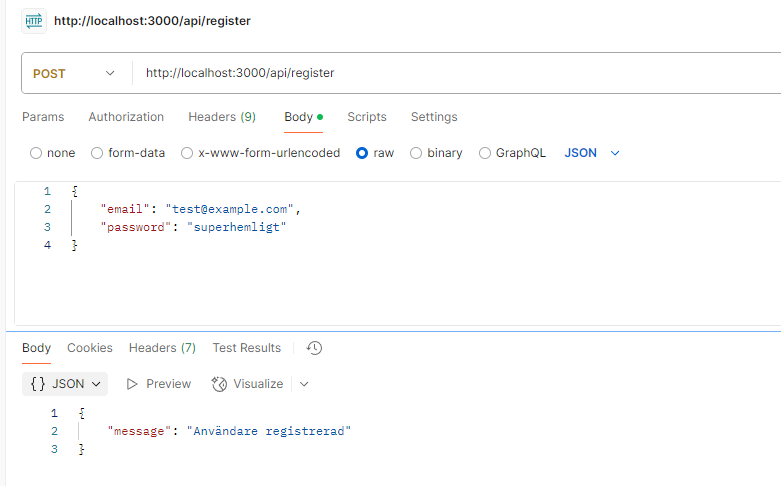 HTTP http://localhost:3000/api/register
POST http://localhost:3000/api/register
Params Authorization Headers (9) Body Scripts Settings
none form-data x-www-form-urlencoded raw binary GraphQL JSON
1 {
2 "email": "test@example.com",
3 "password": "superhemligt"
4 }
Body Cookies Headers (7) Test Results
{} JSON Preview Visualize
1 {
2 "message": "Användare registrerad"
3 }